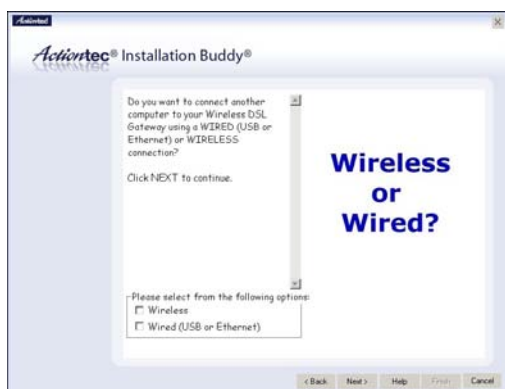 Actiontec
Actiontec® Installation Buddy®
Do you want to connect another
computer to your Wireless DSL
Gateway using a WIRED (USB or
Ethernet) or WIRELESS
connection?
Click NEXT to continue.
Wireless
or
Wired?
Please select from the following options:
Wireless
Wired (USB or Ethernet)
< Back Next > Help Finish Cancel